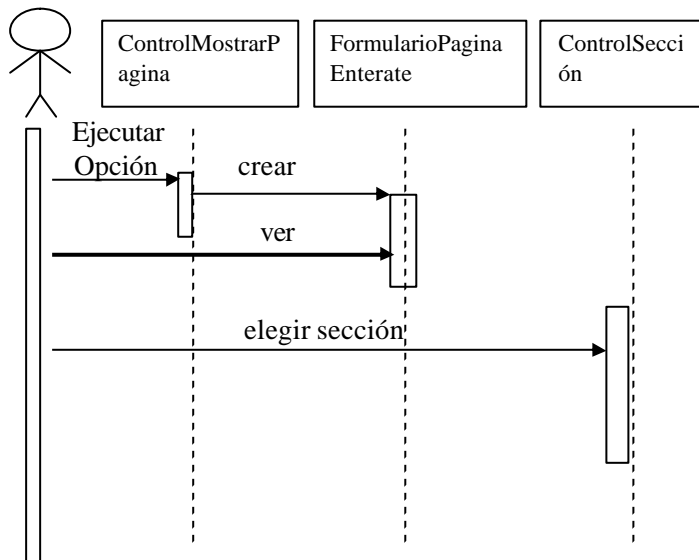 ControlMostrarP
agina
FormularioPagina
Enterate
ControlSecci
ón
Ejecutar
Opción
crear
ver
elegir sección